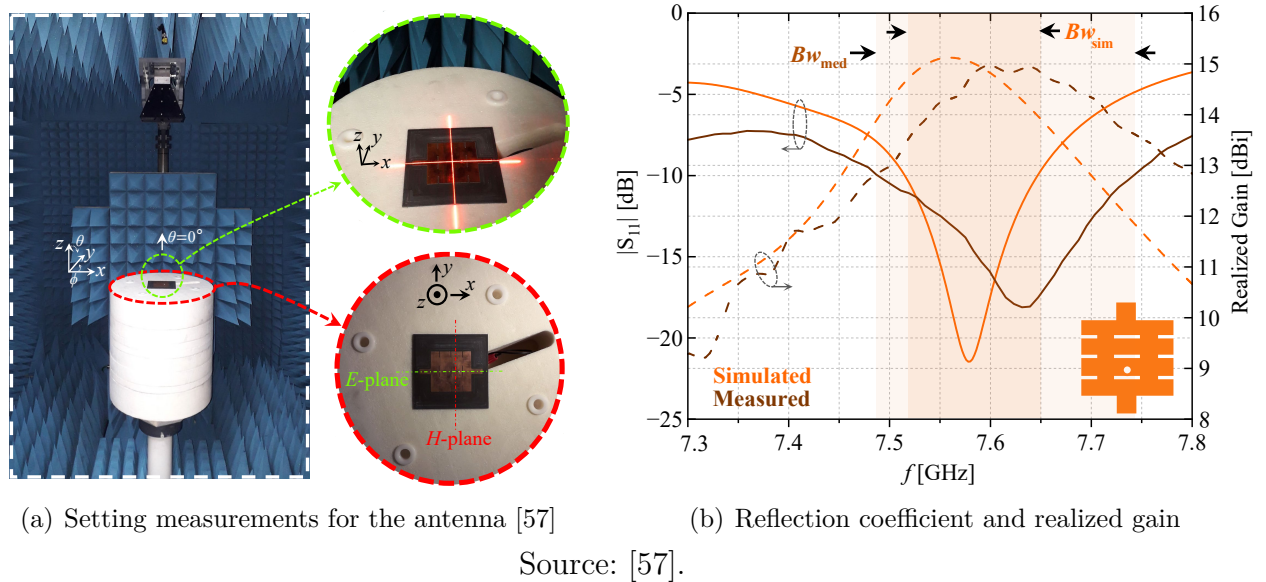 z θ y
x
ϕ
θ=0°
z y
x
y
z x
E-plane
H-plane
0
−5
−10
−15
−20
−25
|S₁₁| [dB]
Bw_med
Bw_sim
Simulated
Measured
7.3 7.4 7.5 7.6 7.7 7.8
f [GHz]
16
15
14
13
12
11
10
9
8
Realized Gain [dBi]
(a) Setting measurements for the antenna [57]
(b) Reflection coefficient and realized gain
Source: [57].